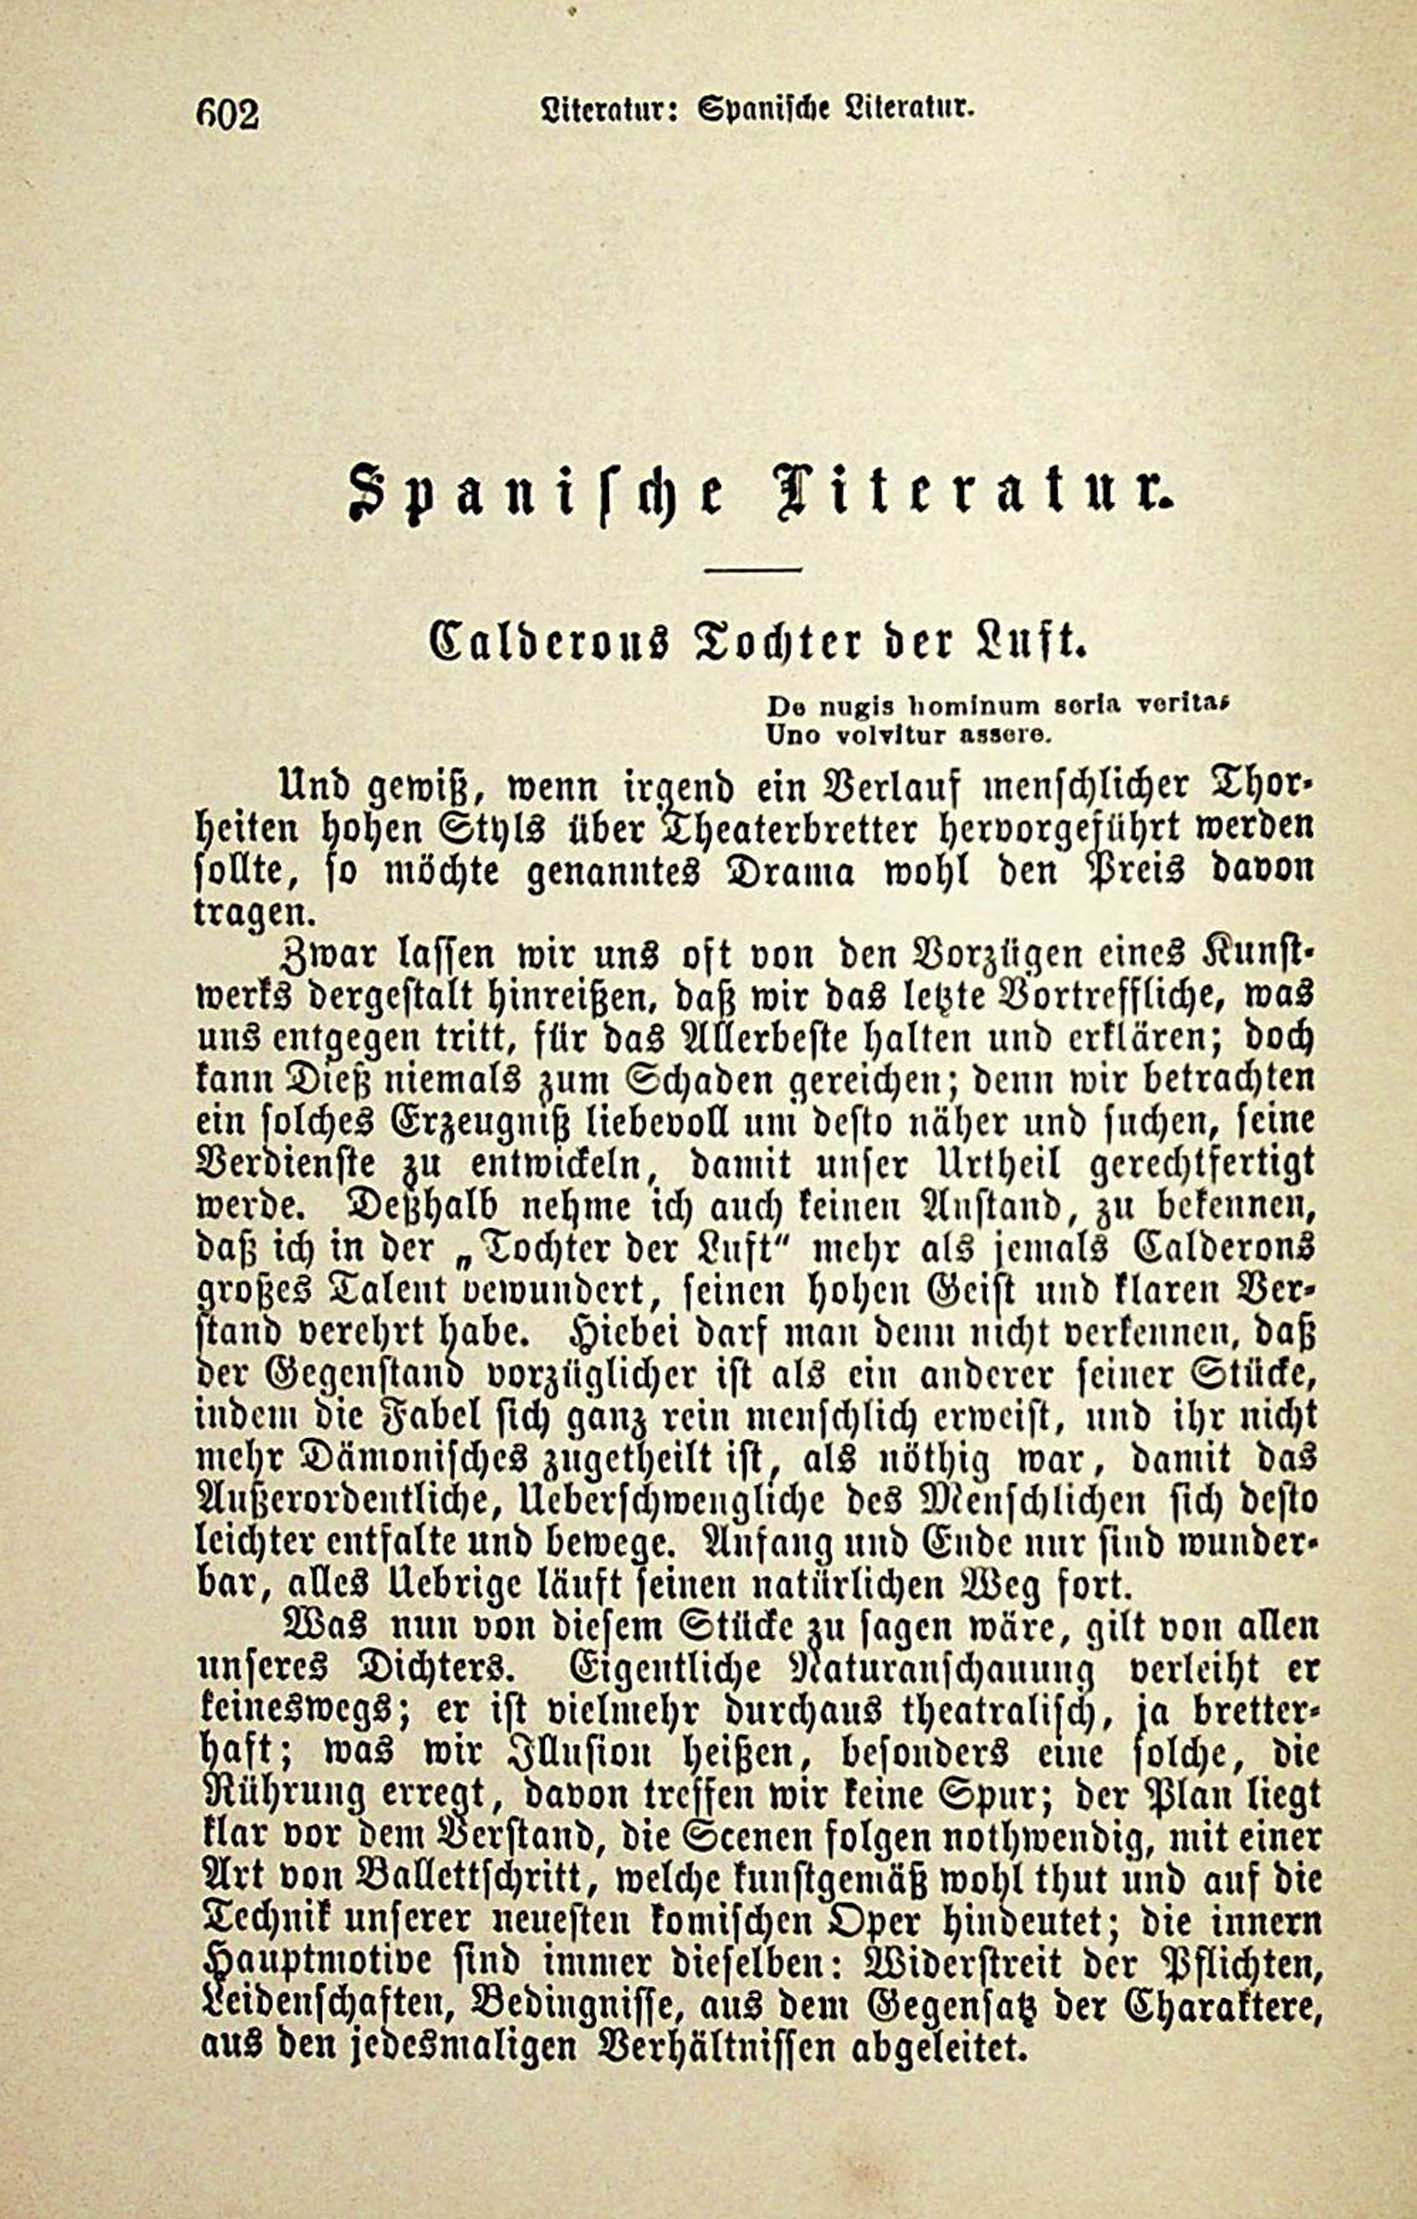 602
Literatur: Spanische Literatur.
Spanische Literatur.
Calderons Tochter der Luft.
De nugis hominum seria veritas
Uno volvitur assere.
Und gewiß, wenn irgend ein Verlauf menschlicher Thor-
heiten hohen Styls über Theaterbretter hervorgeführt werden
sollte, so möchte genanntes Drama wohl den Preis davon
tragen.
Zwar lassen wir uns oft von den Vorzügen eines Kunst-
werks dergestalt hinreißen, daß wir das letzte Vortreffliche, was
uns entgegen tritt, für das Allerbeste halten und erklären; doch
kann Dieß niemals zum Schaden gereichen; denn wir betrachten
ein solches Erzeugniß liebevoll um desto näher und suchen, seine
Verdienste zu entwickeln, damit unser Urtheil gerechtfertigt
werde. Deßhalb nehme ich auch keinen Anstand, zu bekennen,
daß ich in der „Tochter der Luft“ mehr als jemals Calderons
großes Talent bewundert, seinen hohen Geist und klaren Ver-
stand verehrt habe. Hiebei darf man denn nicht verkennen, daß
der Gegenstand vorzüglicher ist als ein anderer seiner Stücke,
indem die Fabel sich ganz rein menschlich erweist, und ihr nicht
mehr Dämonisches zugetheilt ist, als nöthig war, damit das
Außerordentliche, Ueberschwengliche des Menschlichen sich desto
leichter entfalte und bewege. Anfang und Ende nur sind wunder-
bar, alles Uebrige läuft seinen natürlichen Weg fort.
Was nun von diesem Stücke zu sagen wäre, gilt von allen
unseres Dichters. Eigentliche Naturanschauung verleiht er
keineswegs; er ist vielmehr durchaus theatralisch, ja bretter-
haft; was wir Illusion heißen, besonders eine solche, die
Rührung erregt, davon treffen wir keine Spur; der Plan liegt
klar vor dem Verstand, die Scenen folgen nothwendig, mit einer
Art von Ballettschritt, welche kunstgemäß wohl thut und auf die
Technik unserer neuesten komischen Oper hindeutet; die innern
Hauptmotive sind immer dieselben: Widerstreit der Pflichten,
Leidenschaften, Bedingnisse, aus dem Gegensatz der Charaktere,
aus den jedesmaligen Verhältnissen abgeleitet.